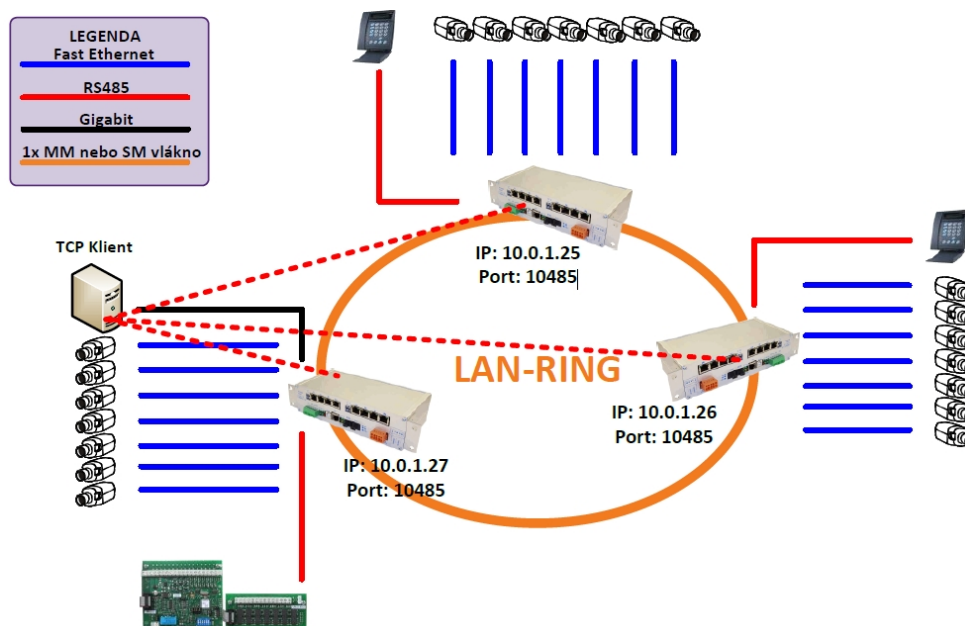 LEGENDA
Fast Ethernet
RS485
Gigabit
1x MM nebo SM vlákno
TCP Klient
IP: 10.0.1.25
Port: 10485
LAN-RING
IP: 10.0.1.26
Port: 10485
IP: 10.0.1.27
Port: 10485